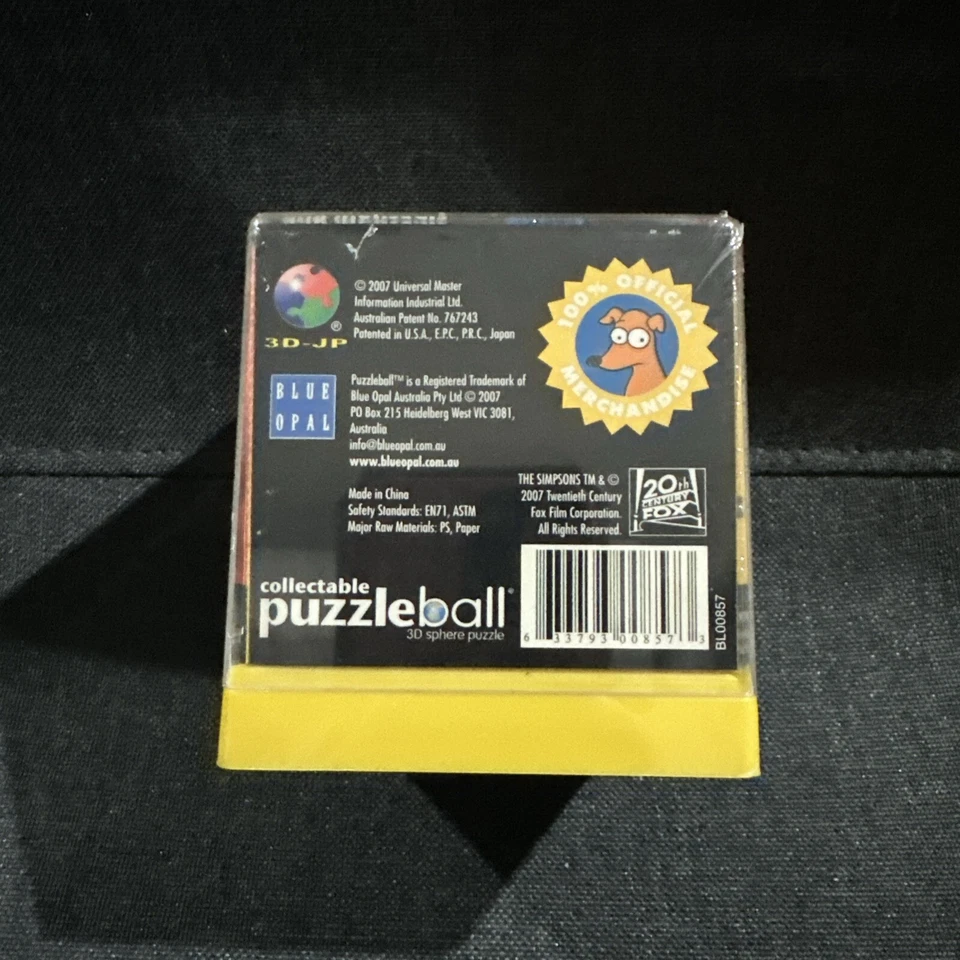 3D-JP
®
© 2007 Universal Master
Information Industrial Ltd.
Australian Patent No. 767243
Patented in U.S.A., E.P.C., P.R.C., Japan
100% OFFICIAL
MERCHANDISE
BLUE
OPAL
Puzzleball™ is a Registered Trademark of
Blue Opal Australia Pty Ltd © 2007
PO Box 215 Heidelberg West VIC 3081,
Australia
info@blueopal.com.au
www.blueopal.com.au
THE SIMPSONS TM & ©
2007 Twentieth Century
Fox Film Corporation.
All Rights Reserved.
20th
CENTURY
FOX
Made in China
Safety Standards: EN71, ASTM
Major Raw Materials: PS, Paper
collectable
puzzleball®
3D sphere puzzle
6 33793 00857 3
BL00857